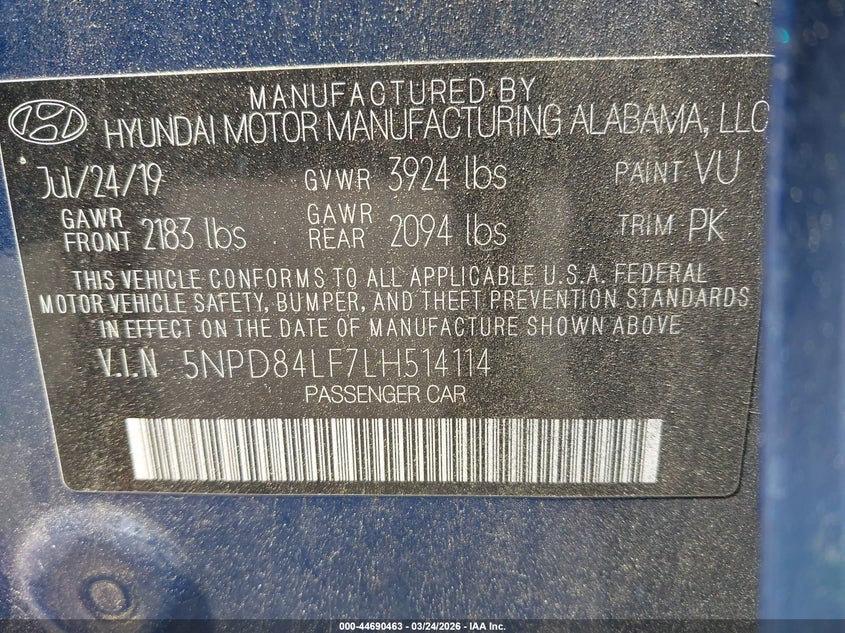 MANUFACTURED BY
HYUNDAI MOTOR MANUFACTURING ALABAMA, LLC
Jul/24/19 GVWR 3924 lbs PAINT VU
GAWR FRONT 2183 lbs GAWR REAR 2094 lbs TRIM PK
THIS VEHICLE CONFORMS TO ALL APPLICABLE U.S.A. FEDERAL
MOTOR VEHICLE SAFETY, BUMPER, AND THEFT PREVENTION STANDARDS
IN EFFECT ON THE DATE OF MANUFACTURE SHOWN ABOVE
V.I.N 5NPD84LF7LH514114
PASSENGER CAR
000-44690463 - 03/24/2026 - IAA Inc.